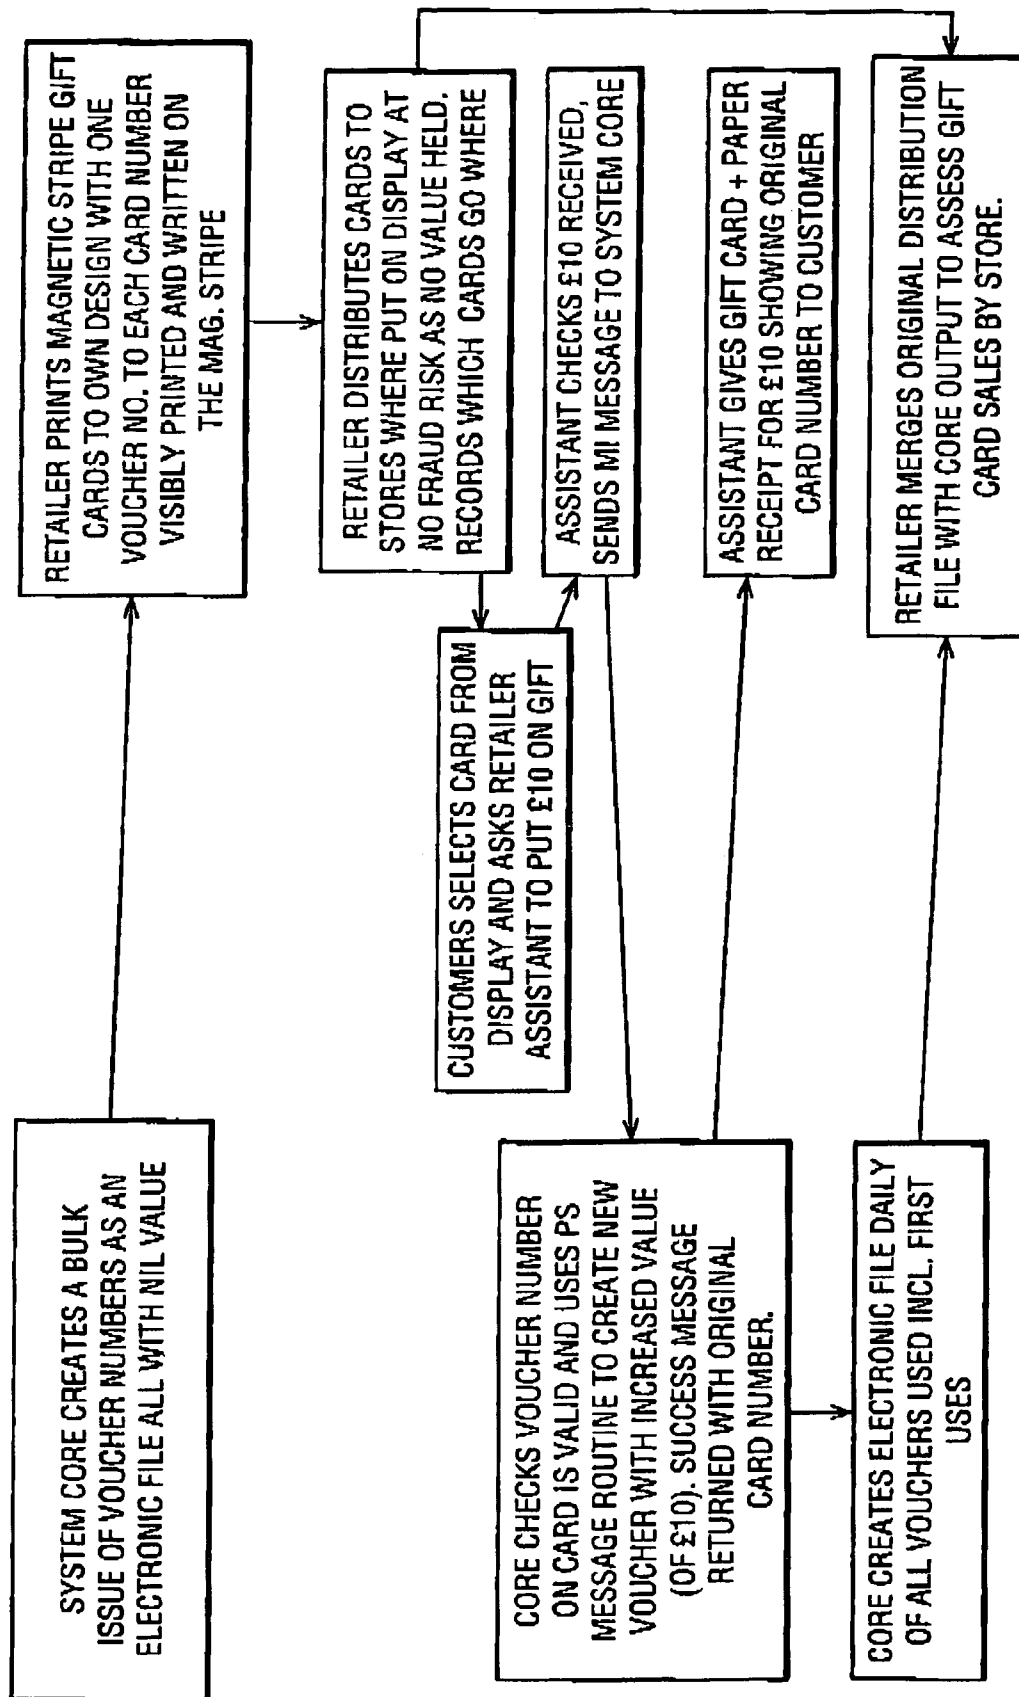 SYSTEM CORE CREATES A BULK
ISSUE OF VOUCHER NUMBERS AS AN
ELECTRONIC FILE ALL WITH NIL VALUE
RETAILER PRINTS MAGNETIC STRIPE GIFT
CARDS TO OWN DESIGN WITH ONE
VOUCHER NO. TO EACH CARD NUMBER
VISIBLY PRINTED AND WRITTEN ON
THE MAG. STRIPE
RETAILER DISTRIBUTES CARDS TO
STORES WHERE PUT ON DISPLAY AT
NO FRAUD RISK AS NO VALUE HELD.
RECORDS WHICH CARDS GO WHERE
CUSTOMERS SELECTS CARD FROM
DISPLAY AND ASKS RETAILER
ASSISTANT TO PUT £10 ON GIFT
ASSISTANT CHECKS £10 RECEIVED,
SENDS MI MESSAGE TO SYSTEM CORE
CORE CHECKS VOUCHER NUMBER
ON CARD IS VALID AND USES PS
MESSAGE ROUTINE TO CREATE NEW
VOUCHER WITH INCREASED VALUE
(OF £10). SUCCESS MESSAGE
RETURNED WITH ORIGINAL
CARD NUMBER.
ASSISTANT GIVES GIFT CARD + PAPER
RECEIPT FOR £10 SHOWING ORIGINAL
CARD NUMBER TO CUSTOMER
CORE CREATES ELECTRONIC FILE DAILY
OF ALL VOUCHERS USED INCL. FIRST
USES
RETAILER MERGES ORIGINAL DISTRIBUTION
FILE WITH CORE OUTPUT TO ASSESS GIFT
CARD SALES BY STORE.